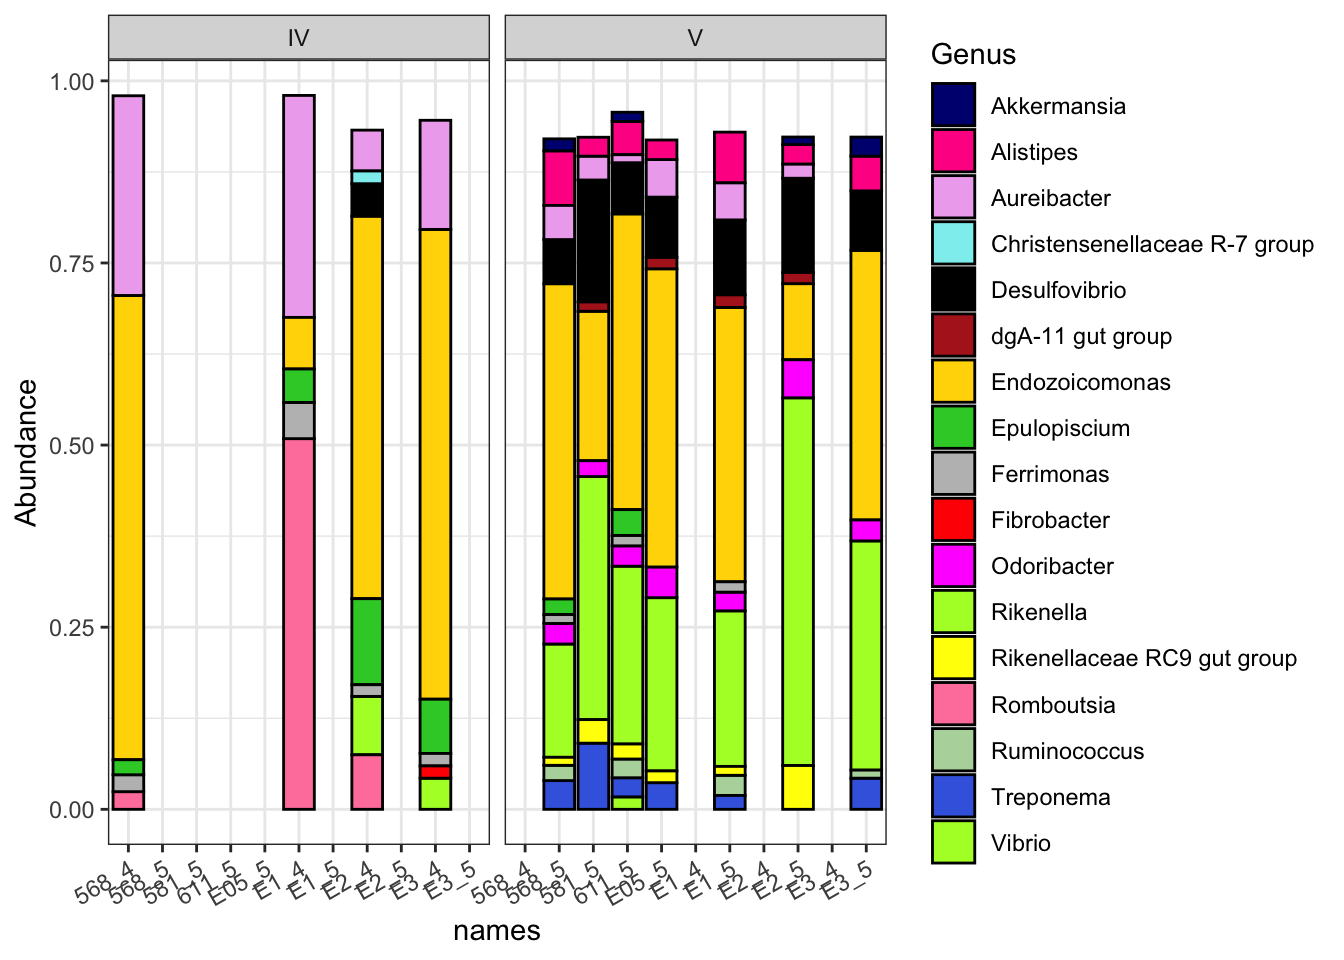 IV
V
Abundance
1.00
0.75
0.50
0.25
0.00
568_4
568_5
581_5
611_5
E05_5
E1_4
E1_5
E2_4
E2_5
E3_4
E3_5
568_4
568_5
581_5
611_5
E05_5
E1_4
E1_5
E2_4
E2_5
E3_4
E3_5
names
Genus
Akkermansia
Alistipes
Aureibacter
Christensenellaceae R-7 group
Desulfovibrio
dgA-11 gut group
Endozoicomonas
Epulopiscium
Ferrimonas
Fibrobacter
Odoribacter
Rikenella
Rikenellaceae RC9 gut group
Romboutsia
Ruminococcus
Treponema
Vibrio